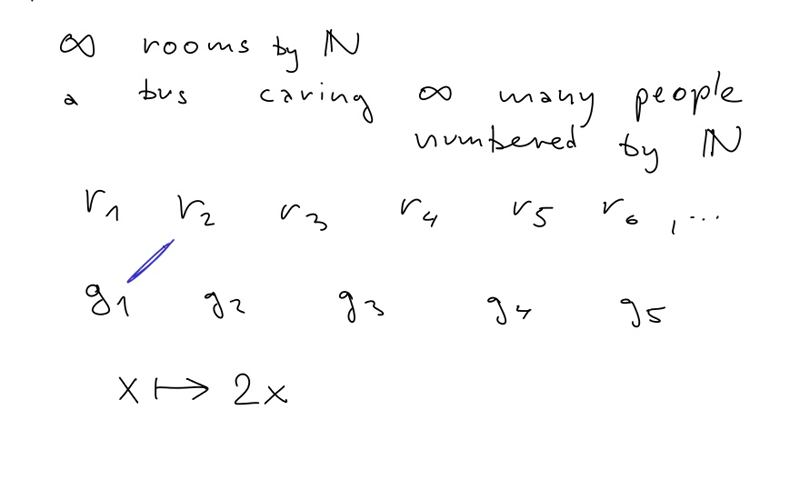 ∞ rooms by ℕ
a bus caring ∞ many people
numbered by ℕ
r₁ r₂ r₃ r₄ r₅ r₆ , ...
g₁ g₂ g₃ g₄ g₅
x ↦ 2x